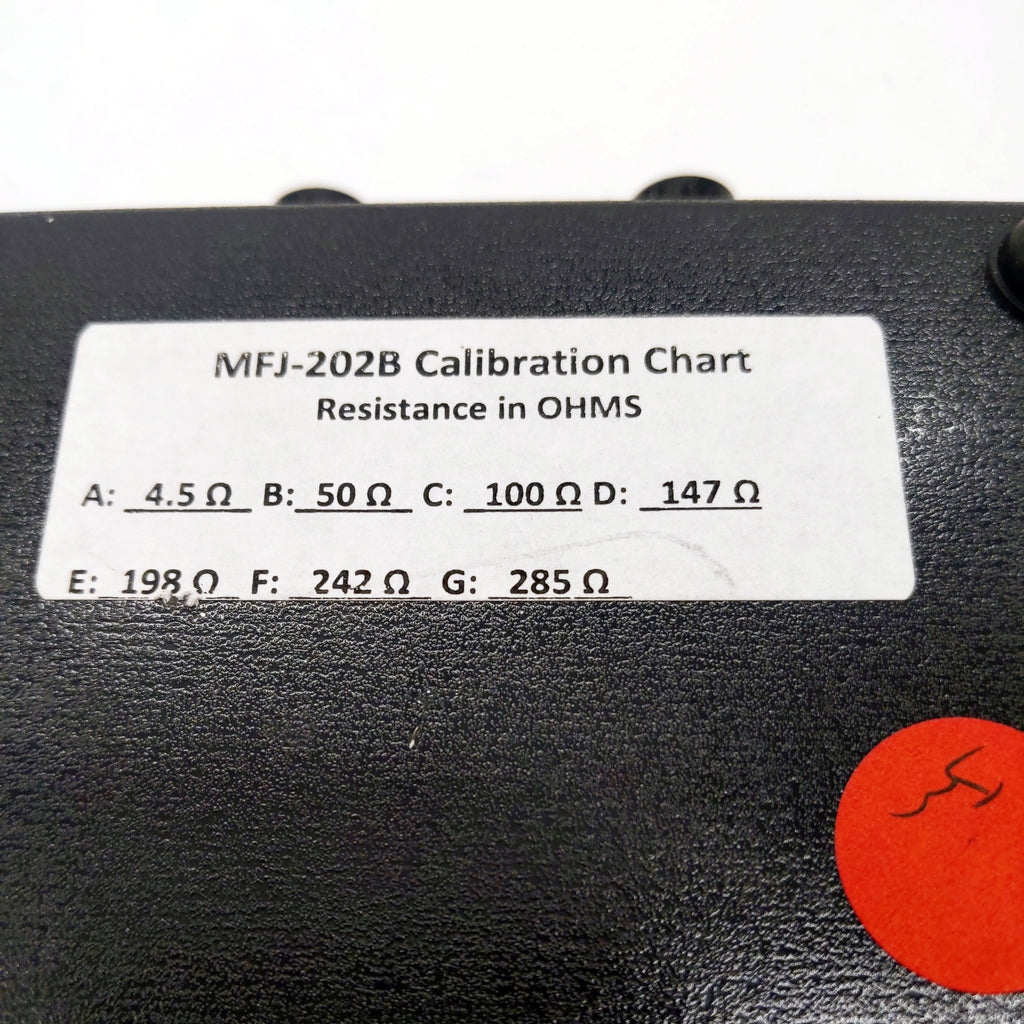 MFJ-202B Calibration Chart
Resistance in OHMS
A: 4.5 Ω B: 50 Ω C: 100 Ω D: 147 Ω
E: 198 Ω F: 242 Ω G: 285 Ω